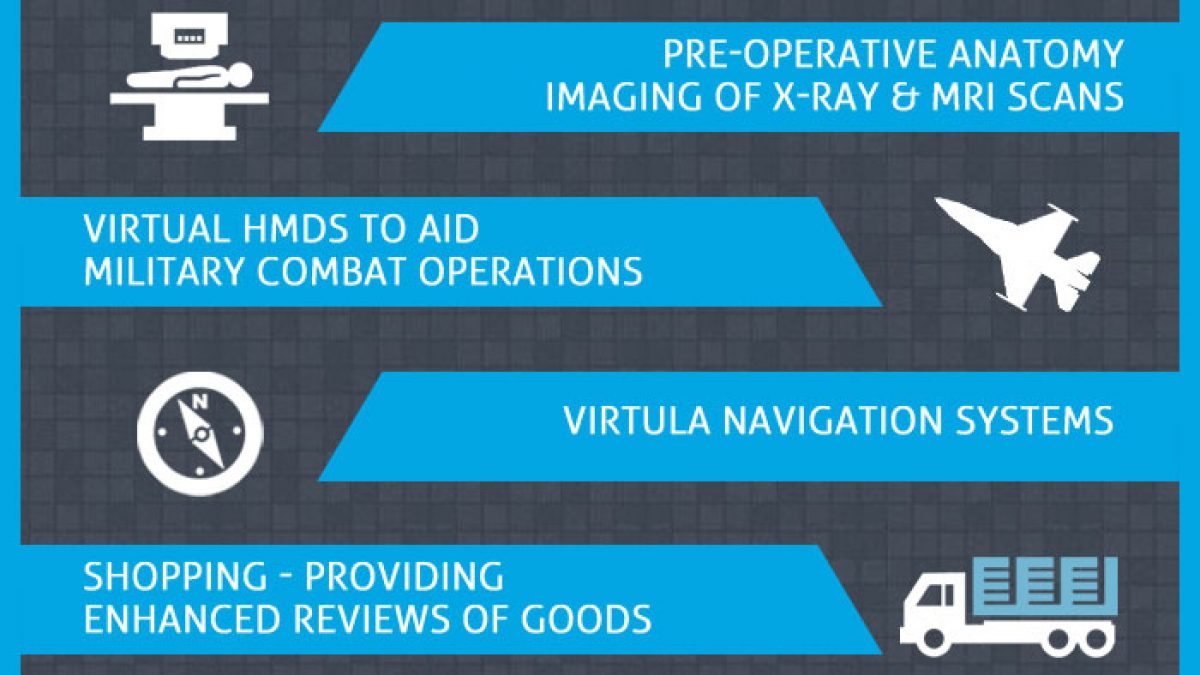 PRE-OPERATIVE ANATOMY
IMAGING OF X-RAY & MRI SCANS
VIRTUAL HMDS TO AID
MILITARY COMBAT OPERATIONS
N
VIRTULA NAVIGATION SYSTEMS
SHOPPING - PROVIDING
ENHANCED REVIEWS OF GOODS